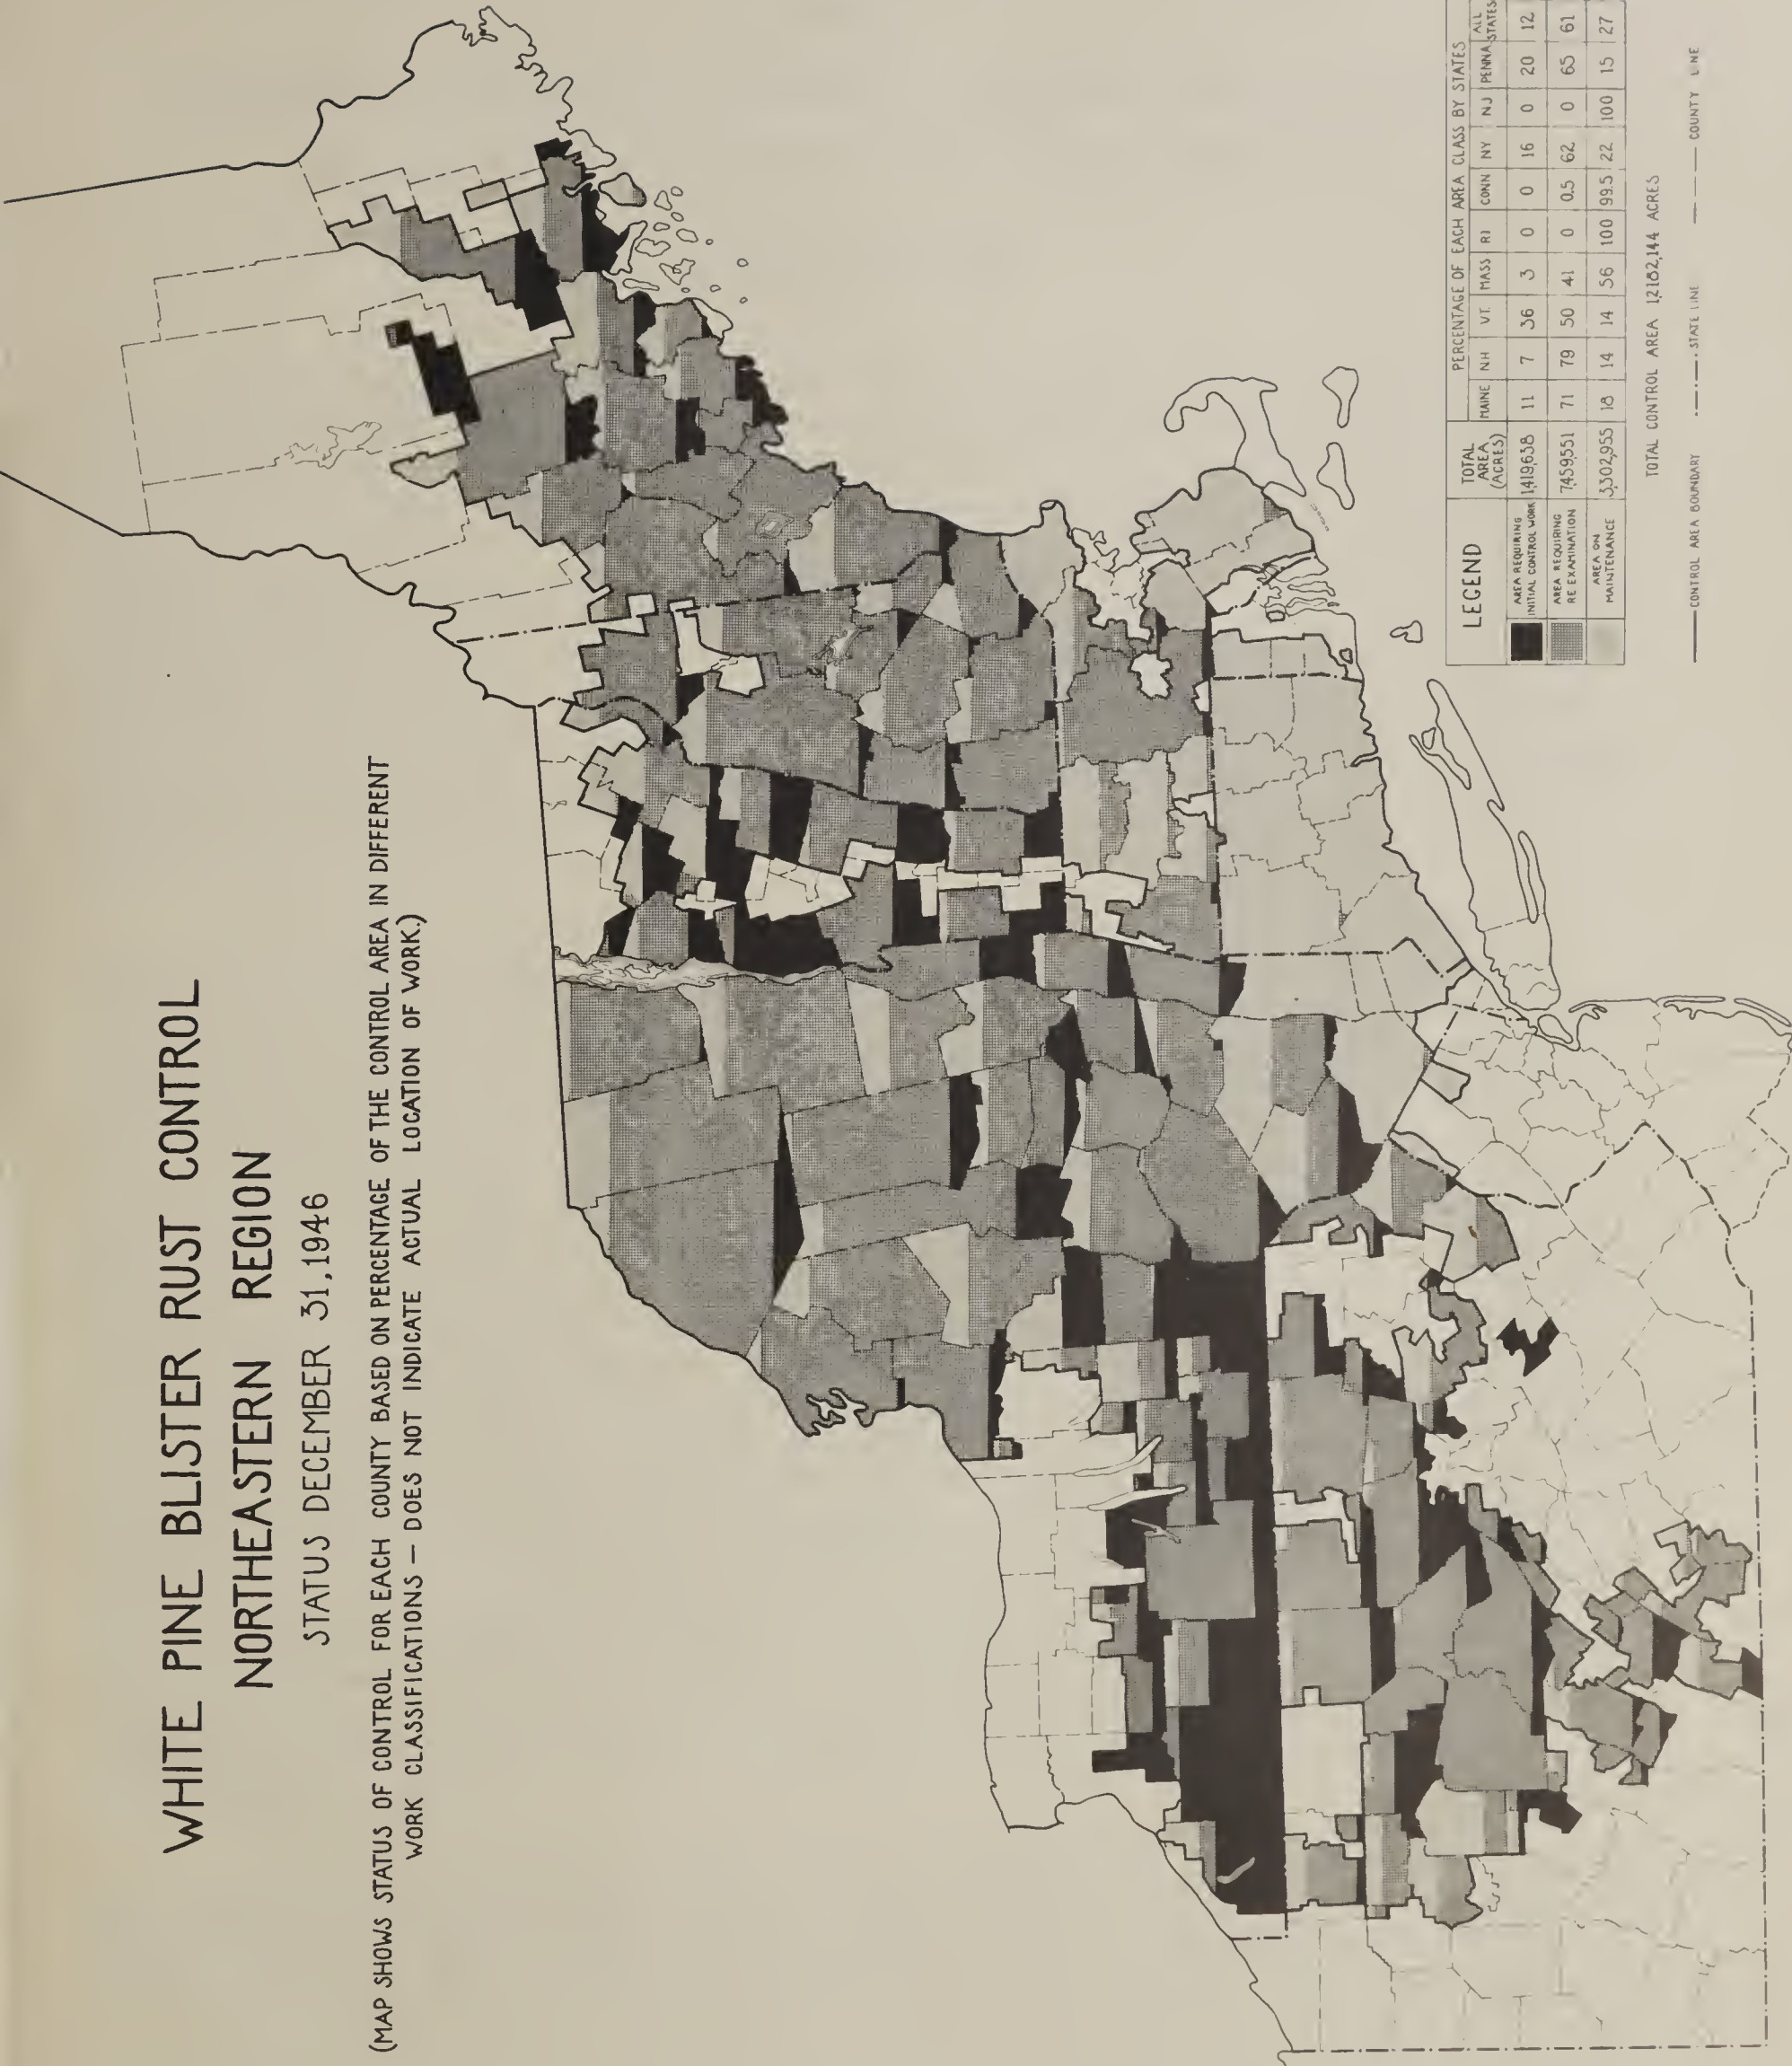 WHITE PINE BLISTER RUST CONTROL
NORTHEASTERN REGION
STATUS DECEMBER 31, 1946
(MAP SHOWS STATUS OF CONTROL FOR EACH COUNTY BASED ON PERCENTAGE OF THE CONTROL AREA IN DIFFERENT
WORK CLASSIFICATIONS — DOES NOT INDICATE ACTUAL LOCATION OF WORK.)
LEGEND
TOTAL AREA (ACRES)
PERCENTAGE OF EACH AREA CLASS BY STATES
MAINE NH VT. MASS RI CONN NY NJ PENNA ALL STATES
AREA REQUIRING INITIAL CONTROL WORK 1,419,638 11 7 36 3 0 0 16 0 20 12
AREA REQUIRING RE EXAMINATION 7,459,551 71 79 50 41 0 0.5 62 0 65 61
AREA ON MAINTENANCE 3,302,955 18 14 14 56 100 99.5 22 100 15 27
TOTAL CONTROL AREA 12,182,144 ACRES
CONTROL AREA BOUNDARY STATE LINE COUNTY LINE